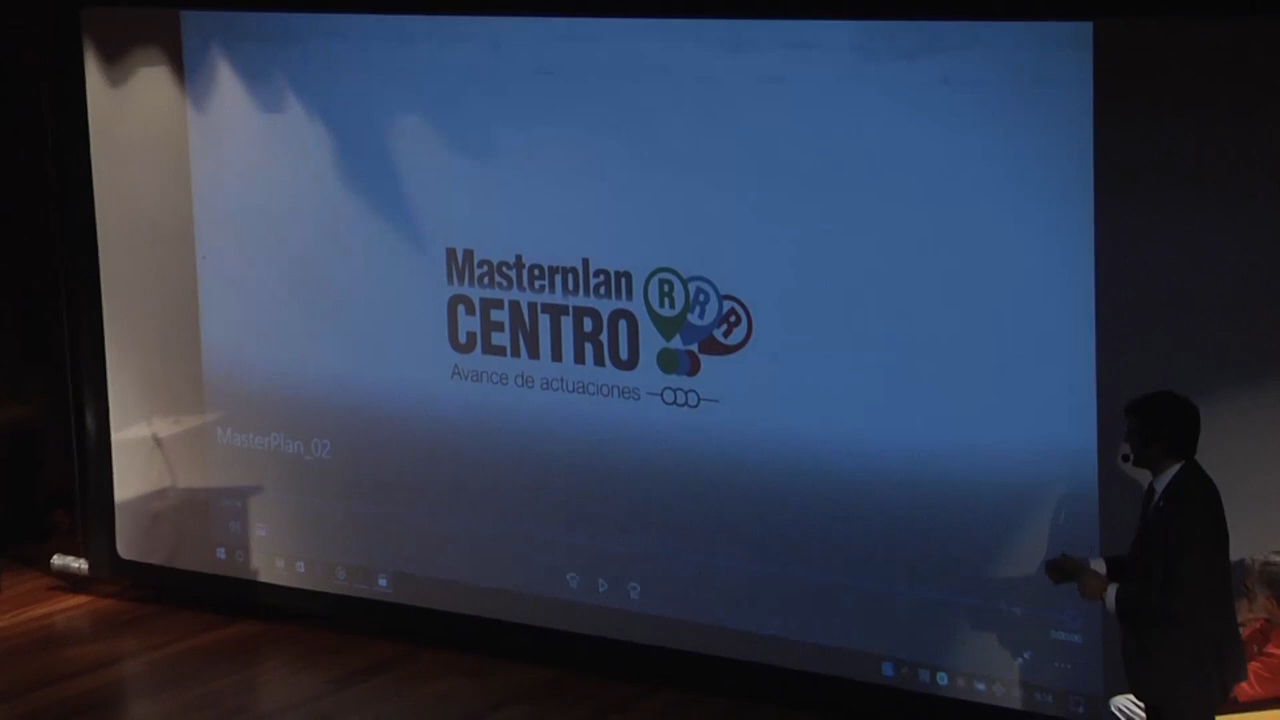 Masterplan
CENTRO
R R R
Avance de actuaciones
MasterPlan_02